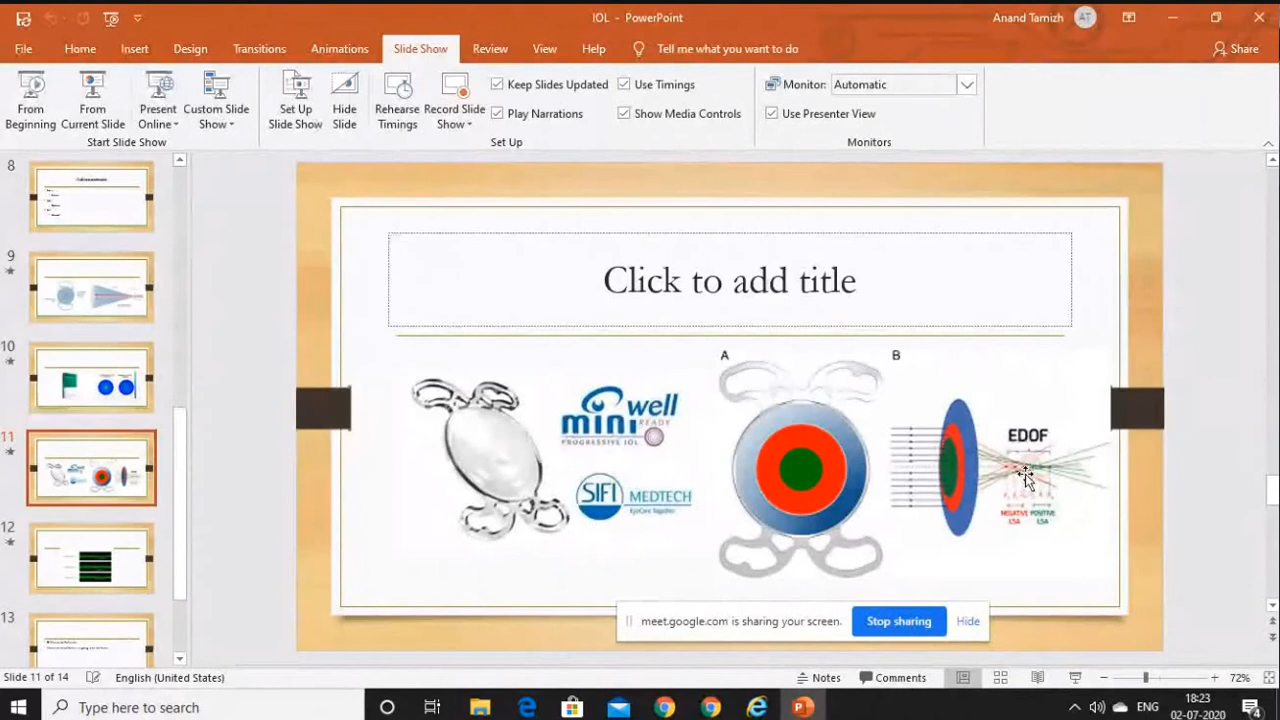 IOL - PowerPoint
Anand Tamizh
AT
File
Home
Insert
Design
Transitions
Animations
Slide Show
Review
View
Help
Tell me what you want to do
Share
From Beginning
From Current Slide
Present Online
Custom Slide Show
Start Slide Show
Set Up Slide Show
Hide Slide
Rehearse Timings
Record Slide Show
Keep Slides Updated
Play Narrations
Use Timings
Show Media Controls
Set Up
Monitor:
Automatic
Use Presenter View
Monitors
8
9
10
11
12
13
Click to add title
mini well
READY
PROGRESSIVE IOL
SIFI MEDTECH
EyeCare Together
A
B
EDOF
NEGATIVE LSA
POSITIVE LSA
meet.google.com is sharing your screen.
Stop sharing
Hide
Slide 11 of 14
English (United States)
Notes
Comments
72%
Type here to search
ENG
18:23
02-07-2020
4